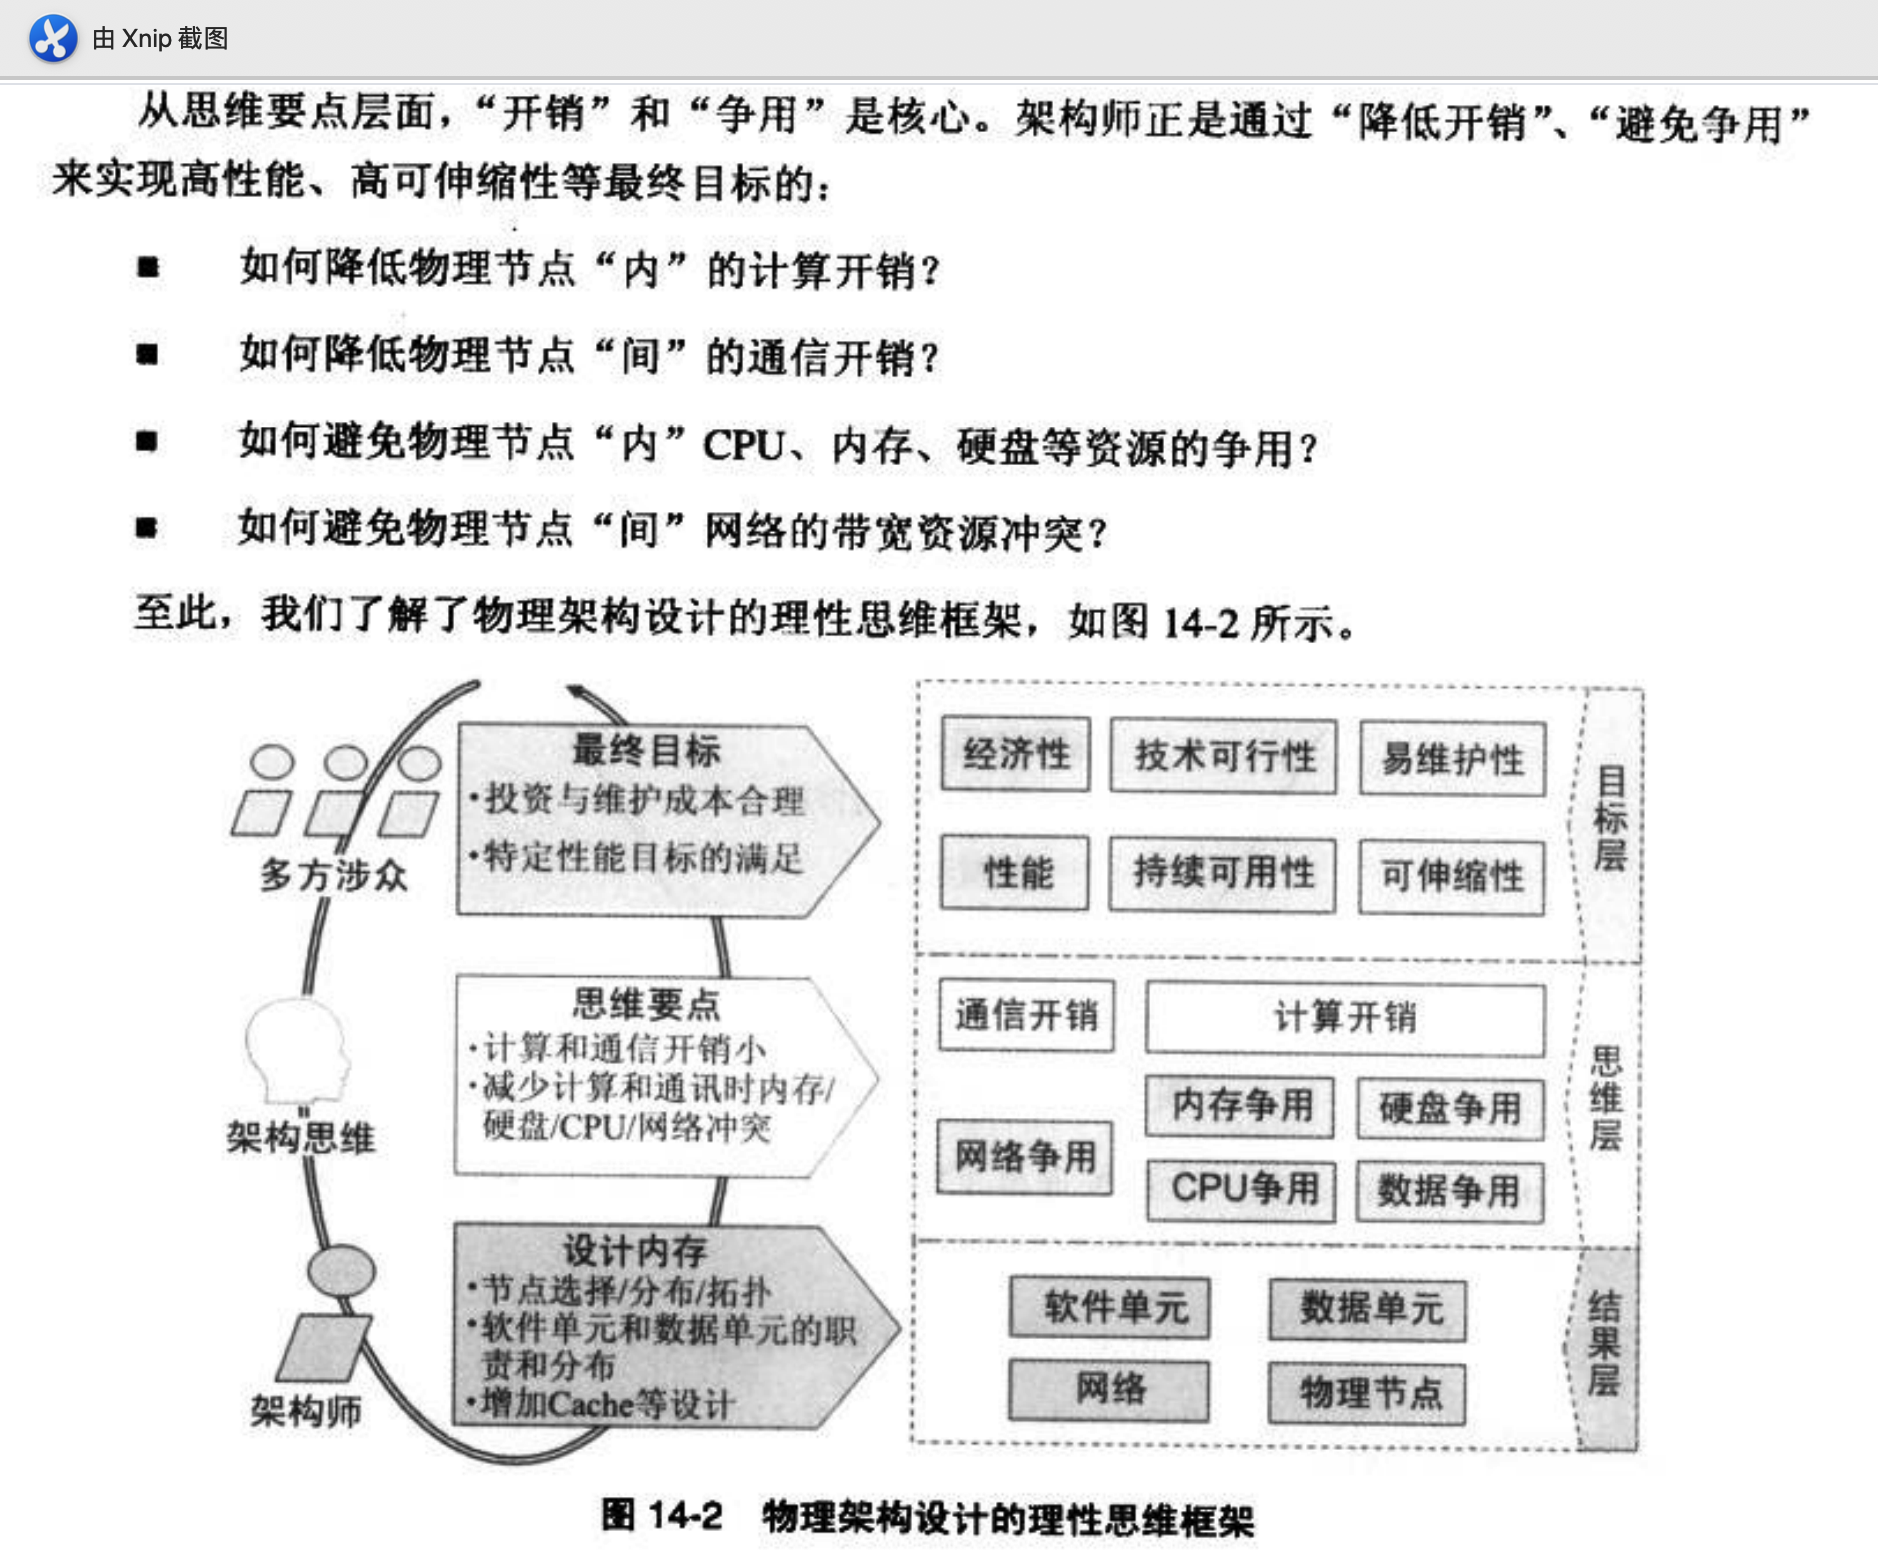 由 Xnip 截图
从思维要点层面，“开销”和“争用”是核心。架构师正是通过“降低开销”、“避免争用”
来实现高性能、高可伸缩性等最终目标的：
■ 如何降低物理节点“内”的计算开销？
■ 如何降低物理节点“间”的通信开销？
■ 如何避免物理节点“内”CPU、内存、硬盘等资源的争用？
■ 如何避免物理节点“间”网络的带宽资源冲突？
至此，我们了解了物理架构设计的理性思维框架，如图 14-2 所示。
多方涉众
最终目标
·投资与维护成本合理
·特定性能目标的满足
经济性
技术可行性
易维护性
性能
持续可用性
可伸缩性
目标层
架构思维
思维要点
·计算和通信开销小
·减少计算和通讯时内存/
硬盘/CPU/网络冲突
通信开销
计算开销
网络争用
内存争用
硬盘争用
CPU争用
数据争用
思维层
架构师
设计内存
·节点选择/分布/拓扑
·软件单元和数据单元的职
责和分布
·增加Cache等设计
软件单元
数据单元
网络
物理节点
结果层
图 14-2 物理架构设计的理性思维框架